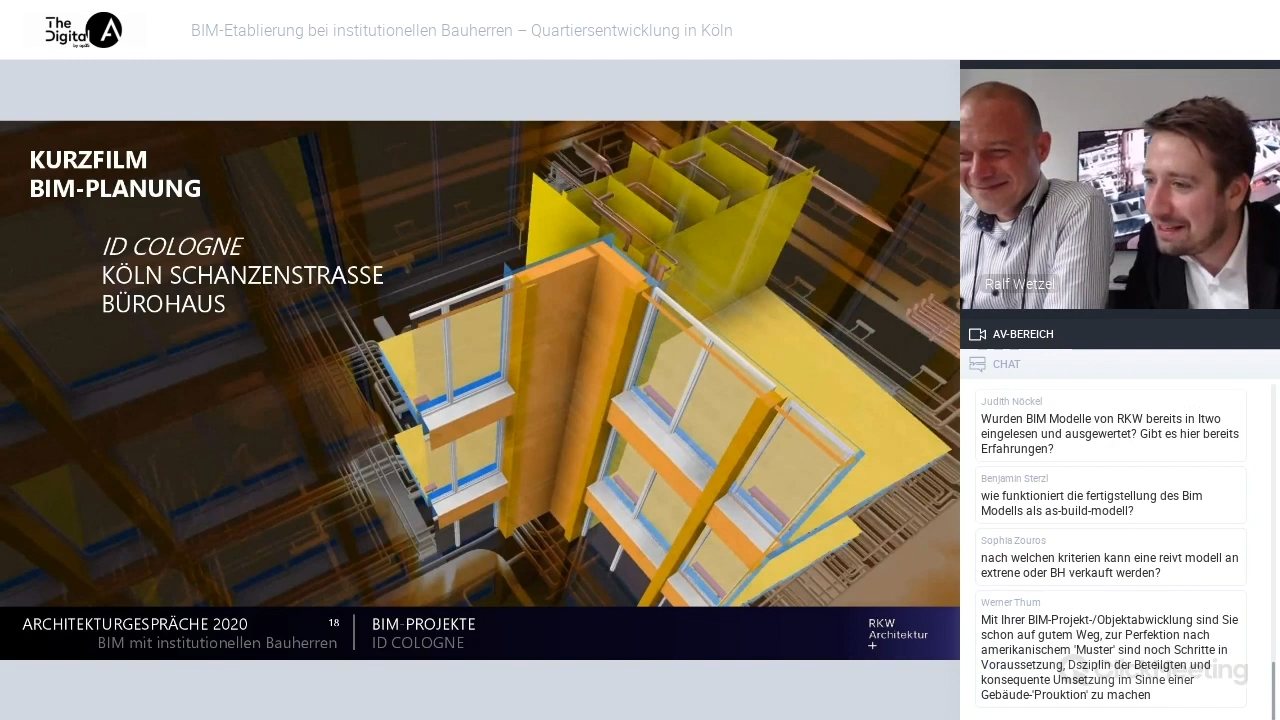 The
Digital
by ap35
BIM-Etablierung bei institutionellen Bauherren – Quartiersentwicklung in Köln
KURZFILM
BIM-PLANUNG
ID COLOGNE
KÖLN SCHANZENSTRASSE
BÜROHAUS
ARCHITEKTURGESPRÄCHE 2020
18
BIM mit institutionellen Bauherren
BIM-PROJEKTE
ID COLOGNE
RKW
Architektur
+
Ralf Wetzel
AV-BEREICH
CHAT
Judith Nöckel
Wurden BIM Modelle von RKW bereits in Itwo
eingelesen und ausgewertet? Gibt es hier bereits
Erfahrungen?
Benjamin Sterzl
wie funktioniert die fertigstellung des Bim
Modells als as-build-modell?
Sophia Zouros
nach welchen kriterien kann eine reivt modell an
extrene oder BH verkauft werden?
Werner Thum
Mit Ihrer BIM-Projekt-/Objektabwicklung sind Sie
schon auf gutem Weg, zur Perfektion nach
amerikanischem 'Muster' sind noch Schritte in
Voraussetzung, Dsziplin der Beteilgten und
konsequente Umsetzung im Sinne einer
Gebäude-'Prouktion' zu machen
ClickMeeting